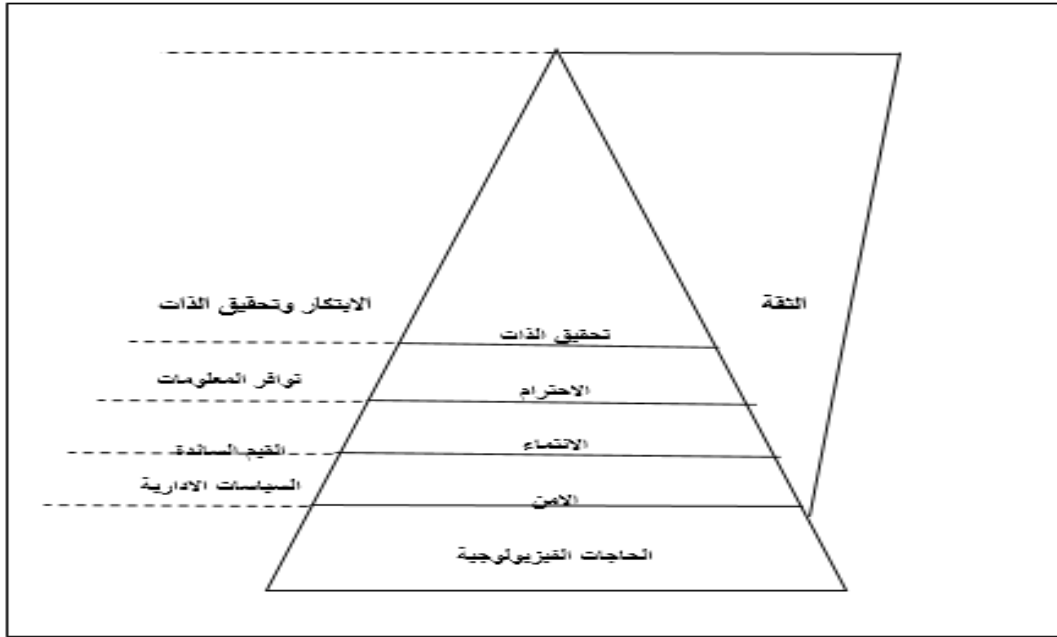 الابتكار وتحقيق الذات
الثقة
تحقيق الذات
توافر المعلومات
الاحترام
القيم السائدة
الانتماء
السياسات الادارية
الامن
الحاجات الفيزيولوجية